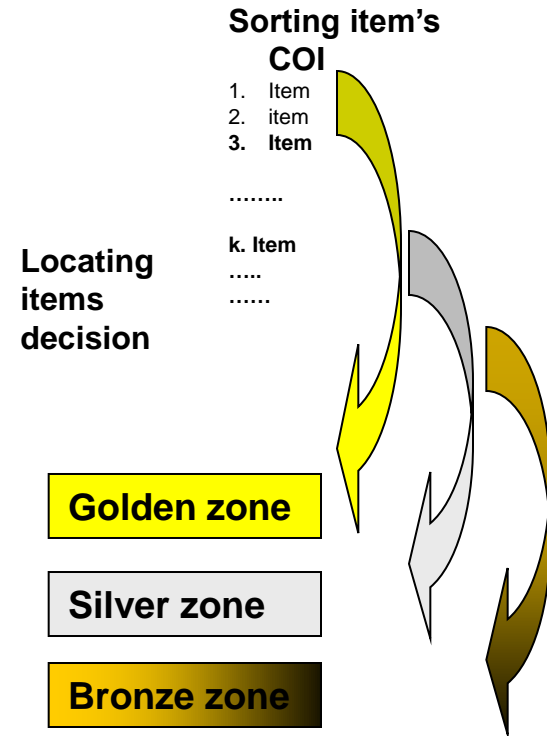 Sorting item's
COI
1. Item
2. item
3. Item
……..
k. Item
…..
……
Locating
items
decision
Golden zone
Silver zone
Bronze zone